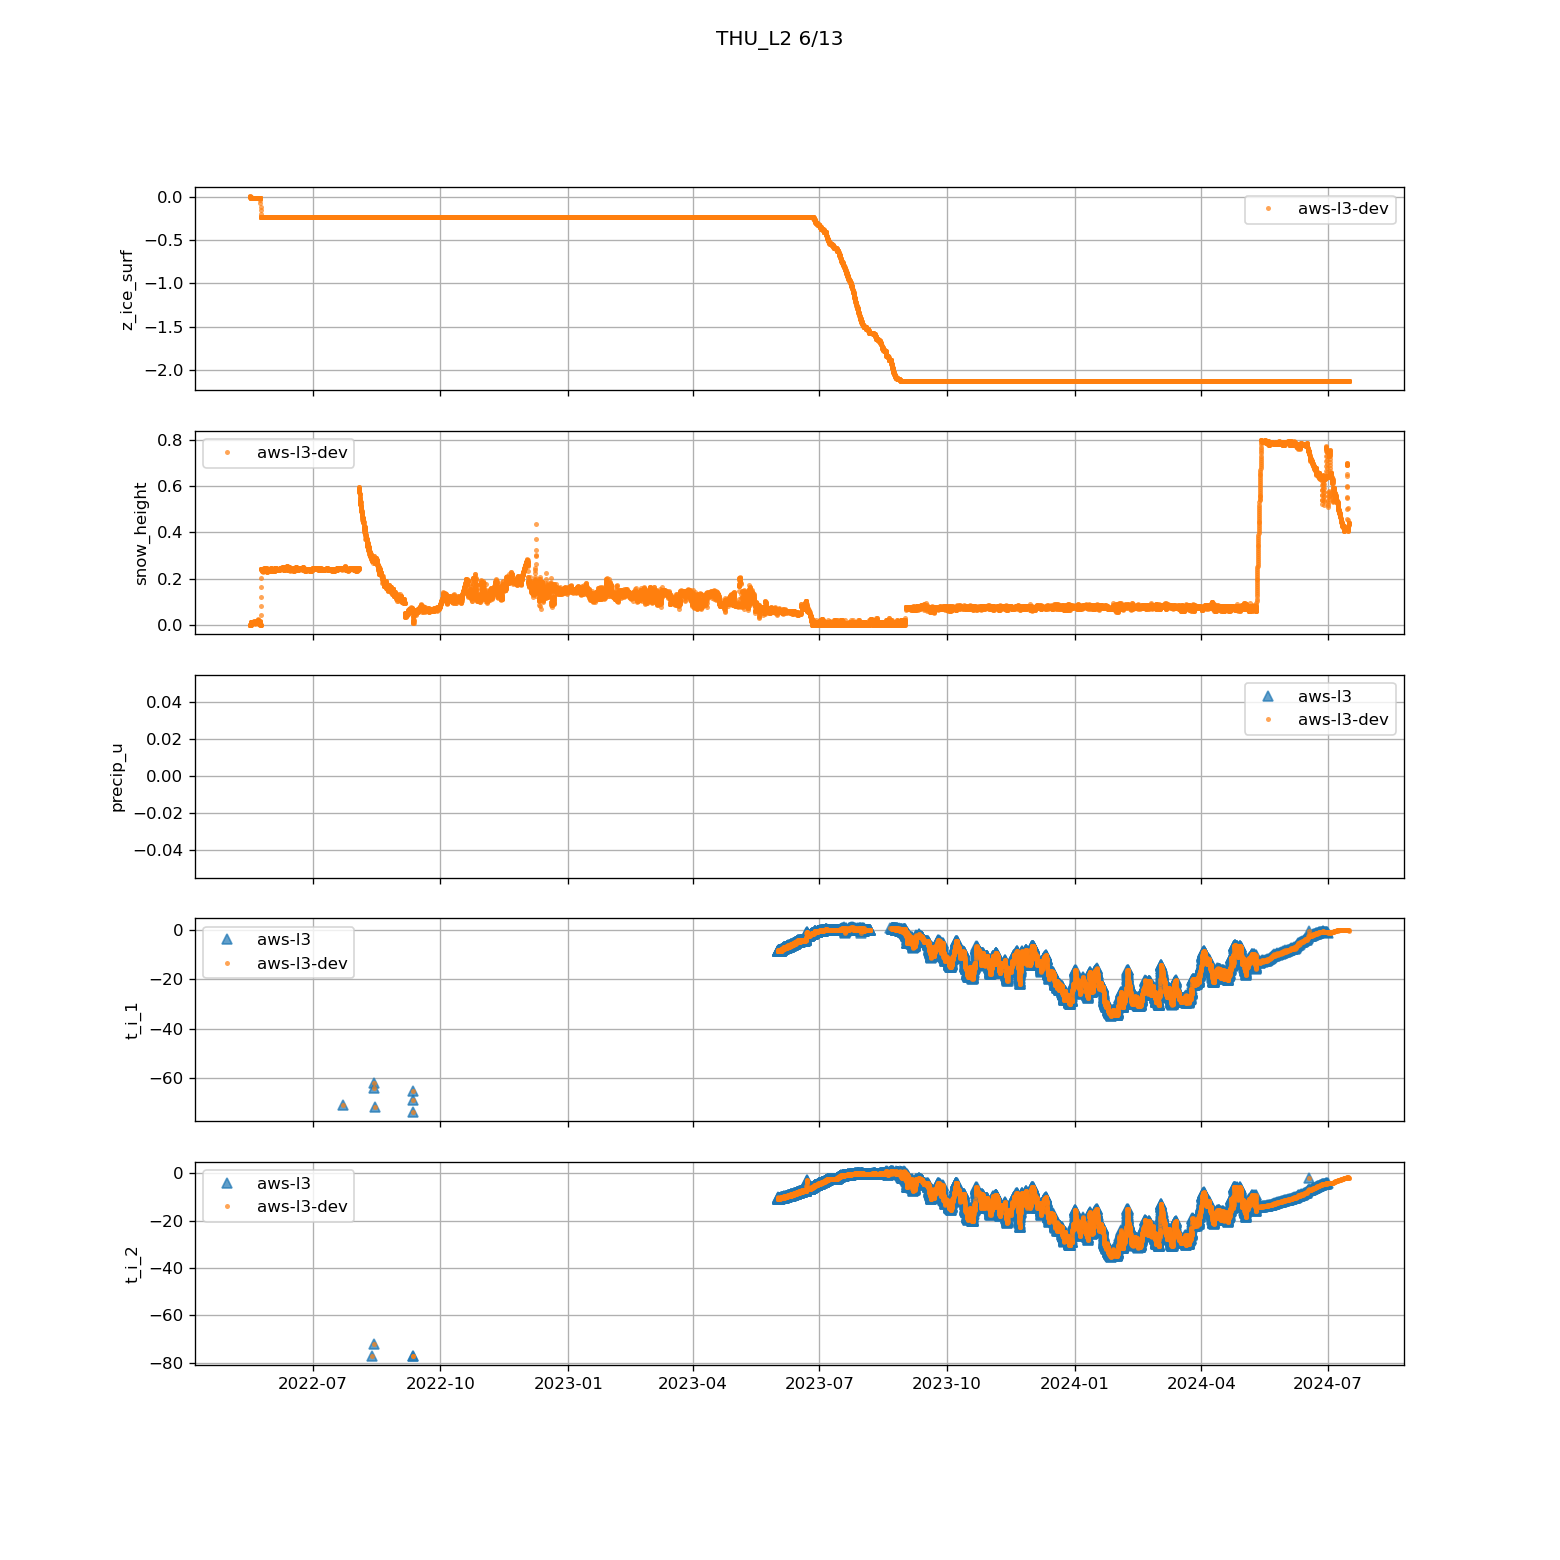 THU_L2 6/13
0.0
−0.5
−1.0
−1.5
−2.0
z_ice_surf
aws-l3-dev
0.8
0.6
0.4
0.2
0.0
snow_height
aws-l3-dev
0.04
0.02
0.00
−0.02
−0.04
precip_u
aws-l3
aws-l3-dev
0
−20
−40
−60
t_i_1
aws-l3
aws-l3-dev
0
−20
−40
−60
−80
t_i_2
aws-l3
aws-l3-dev
2022-07 2022-10 2023-01 2023-04 2023-07 2023-10 2024-01 2024-04 2024-07